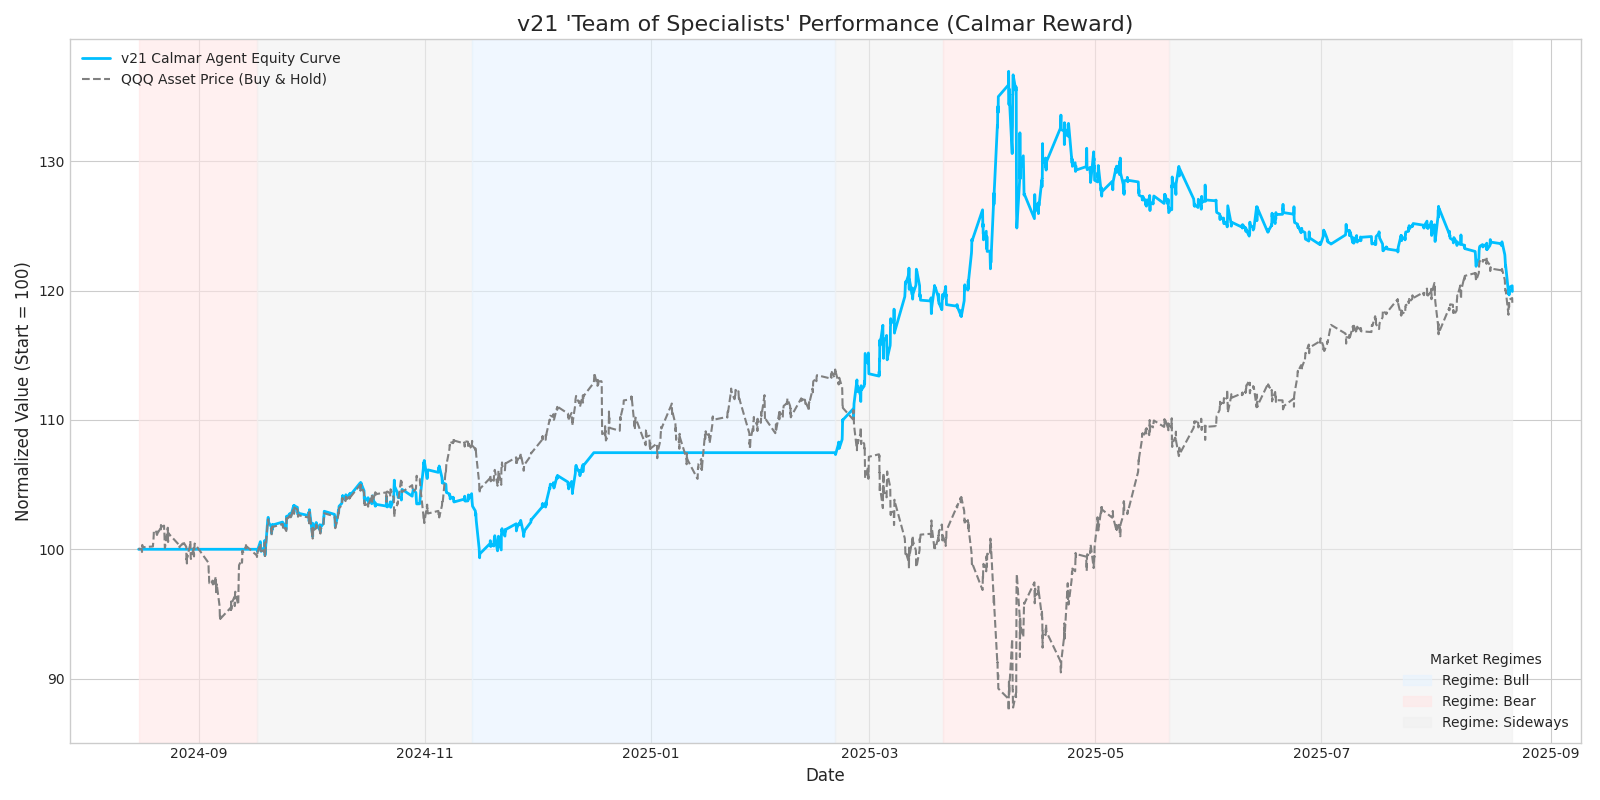 v21 'Team of Specialists' Performance (Calmar Reward)
v21 Calmar Agent Equity Curve
QQQ Asset Price (Buy & Hold)
Normalized Value (Start = 100)
130
120
110
100
90
Market Regimes
Regime: Bull
Regime: Bear
Regime: Sideways
2024-09
2024-11
2025-01
2025-03
2025-05
2025-07
2025-09
Date